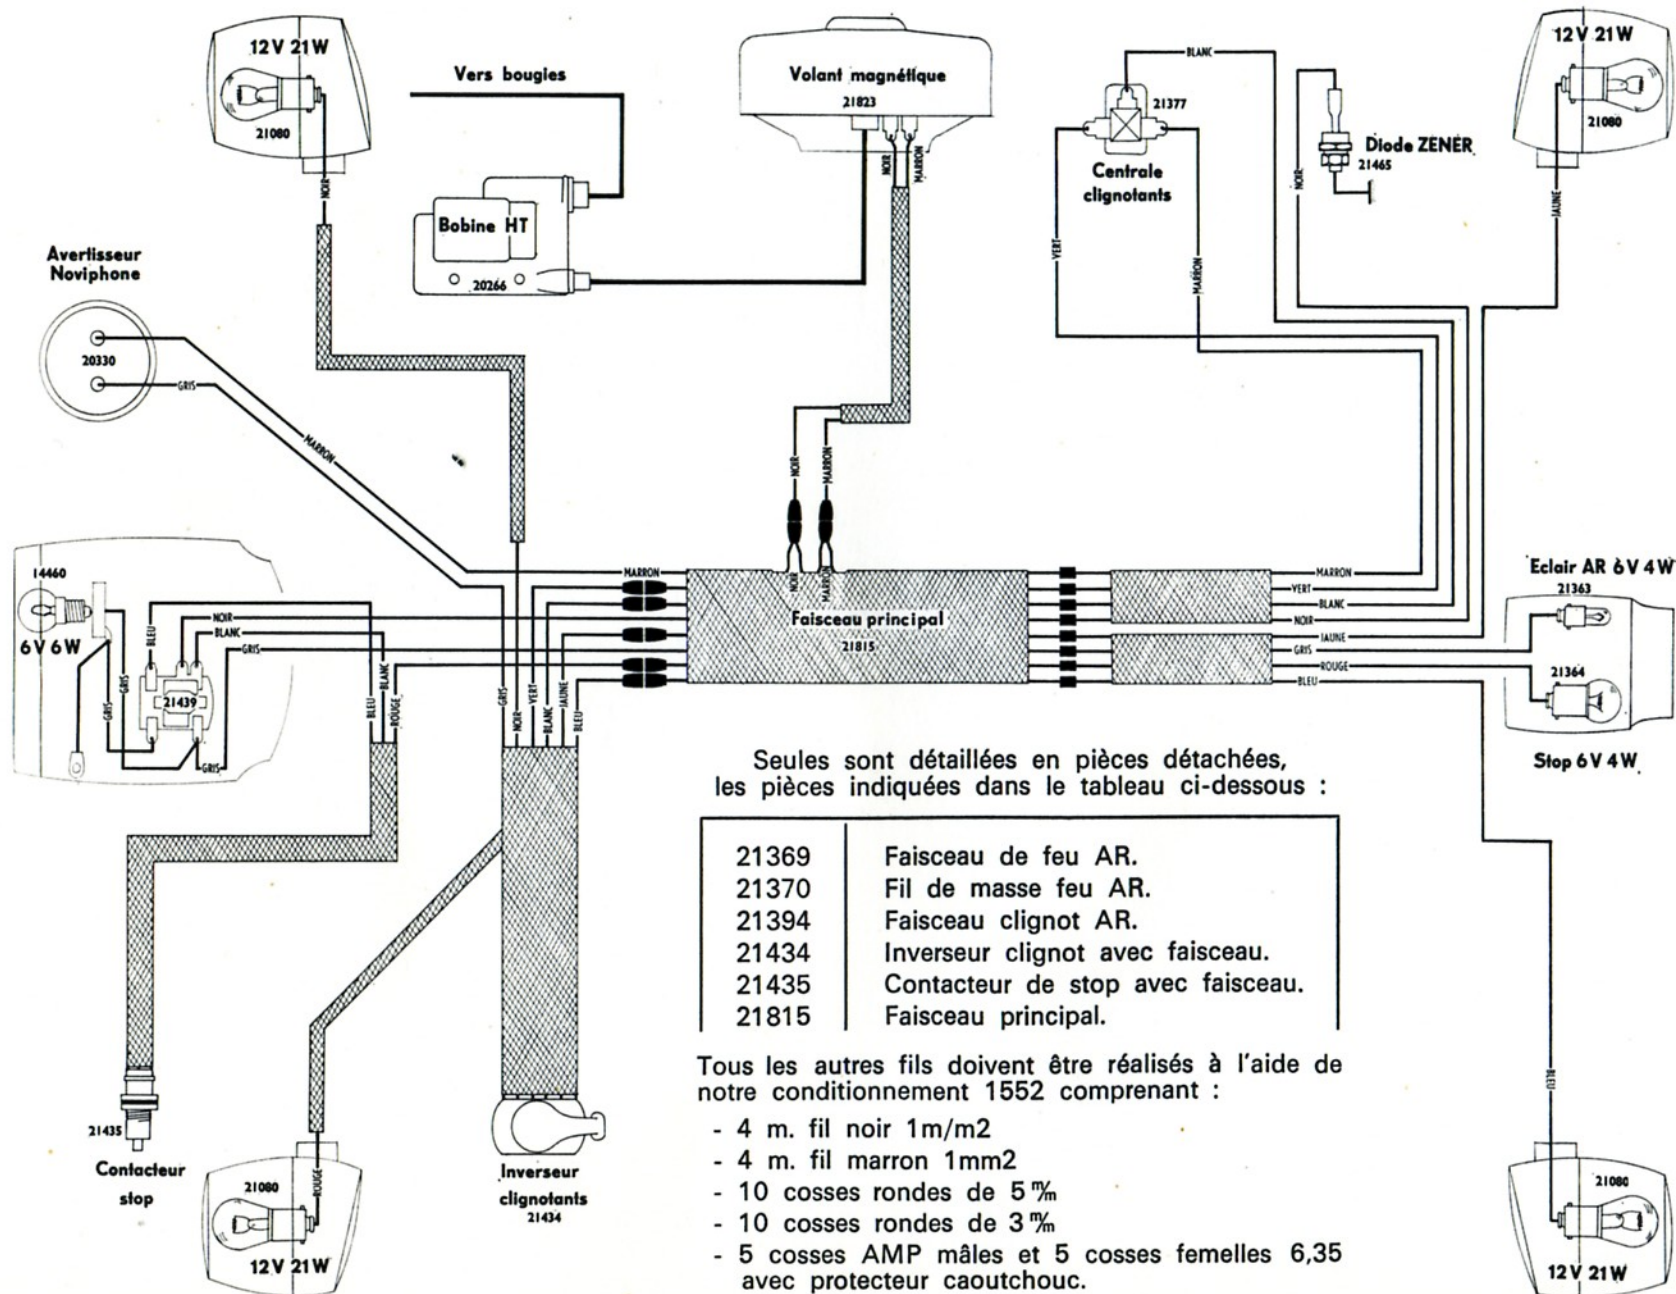 12V 21W
21080
NOIR
Vers bougies
Volant magnétique
21823
NOIR
MARRON
BLANC
21377
Centrale
clignotants
VERT
MARRON
NOIR
Diode ZENER
21465
12V 21W
21080
JAUNE
Bobine HT
20266
Avertisseur
Noviphone
20330
GRIS
MARRON
NOIR
MARRON
14460
6V 6W
BLEU
NOIR
BLANC
GRIS
GRIS
GRIS
21439
GRIS
BLEU
BLANC
ROUGE
GRIS
NOIR
VERT
BLANC
JAUNE
BLEU
MARRON
NOIR
MARRON
Faisceau principal
21815
MARRON
VERT
BLANC
NOIR
JAUNE
GRIS
ROUGE
BLEU
Eclair AR 6V 4W
21363
21364
Stop 6V 4W
Seules sont détaillées en pièces détachées,
les pièces indiquées dans le tableau ci-dessous :
21369 Faisceau de feu AR.
21370 Fil de masse feu AR.
21394 Faisceau clignot AR.
21434 Inverseur clignot avec faisceau.
21435 Contacteur de stop avec faisceau.
21815 Faisceau principal.
Tous les autres fils doivent être réalisés à l'aide de
notre conditionnement 1552 comprenant :
- 4 m. fil noir 1m/m2
- 4 m. fil marron 1mm2
- 10 cosses rondes de 5 m/m
- 10 cosses rondes de 3 m/m
- 5 cosses AMP mâles et 5 cosses femelles 6,35
avec protecteur caoutchouc.
21435
Contacteur
stop
21080
ROUGE
12V 21W
Inverseur
clignotants
21434
BLEU
21080
12V 21W